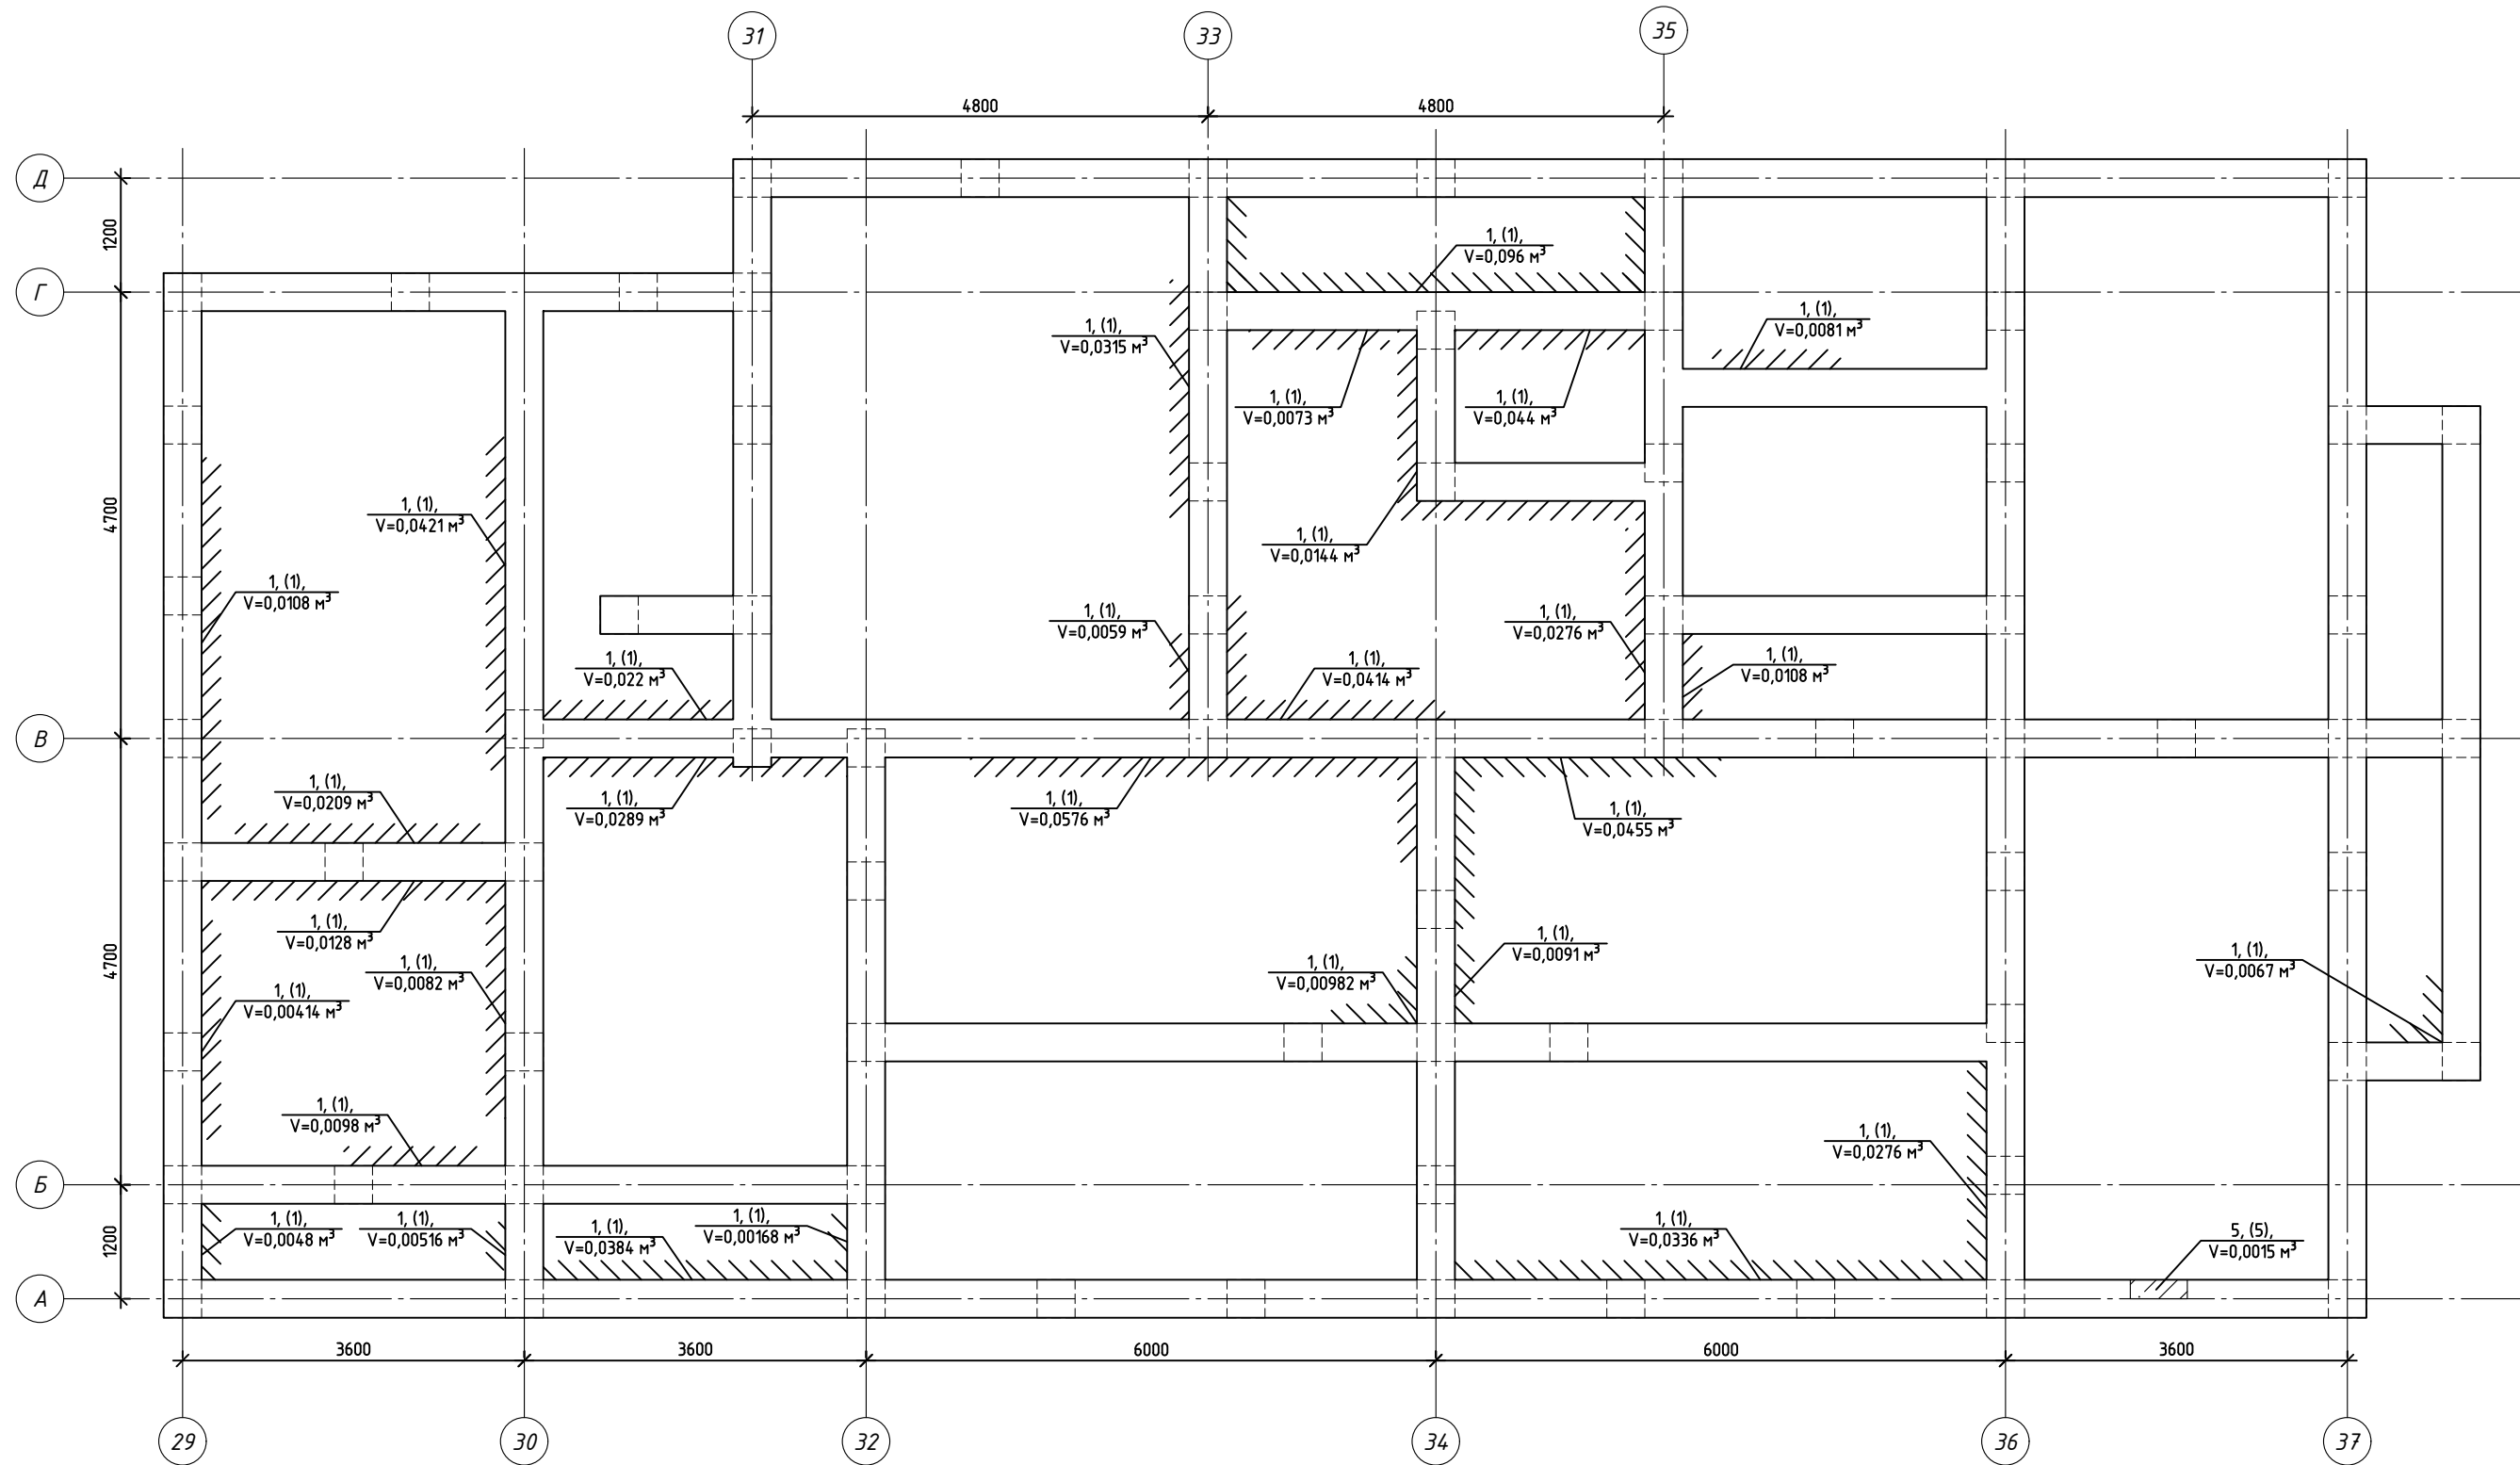 31
33
35
4800
4800
Д
1200
Г
4700
В
4700
Б
1200
А
1, (1),
V=0,096 м³
1, (1),
V=0,0315 м³
1, (1),
V=0,0081 м³
1, (1),
V=0,0073 м³
1, (1),
V=0,044 м³
1, (1),
V=0,0421 м³
1, (1),
V=0,0144 м³
1, (1),
V=0,0108 м³
1, (1),
V=0,0059 м³
1, (1),
V=0,0276 м³
1, (1),
V=0,022 м³
1, (1),
V=0,0414 м³
1, (1),
V=0,0108 м³
1, (1),
V=0,0209 м³
1, (1),
V=0,0289 м³
1, (1),
V=0,0576 м³
1, (1),
V=0,0455 м³
1, (1),
V=0,0128 м³
1, (1),
V=0,0082 м³
1, (1),
V=0,00982 м³
1, (1),
V=0,0091 м³
1, (1),
V=0,0067 м³
1, (1),
V=0,00414 м³
1, (1),
V=0,0098 м³
1, (1),
V=0,0276 м³
1, (1),
V=0,0048 м³
1, (1),
V=0,00516 м³
1, (1),
V=0,0384 м³
1, (1),
V=0,00168 м³
1, (1),
V=0,0336 м³
5, (5),
V=0,0015 м³
3600
3600
6000
6000
3600
29
30
32
34
36
37